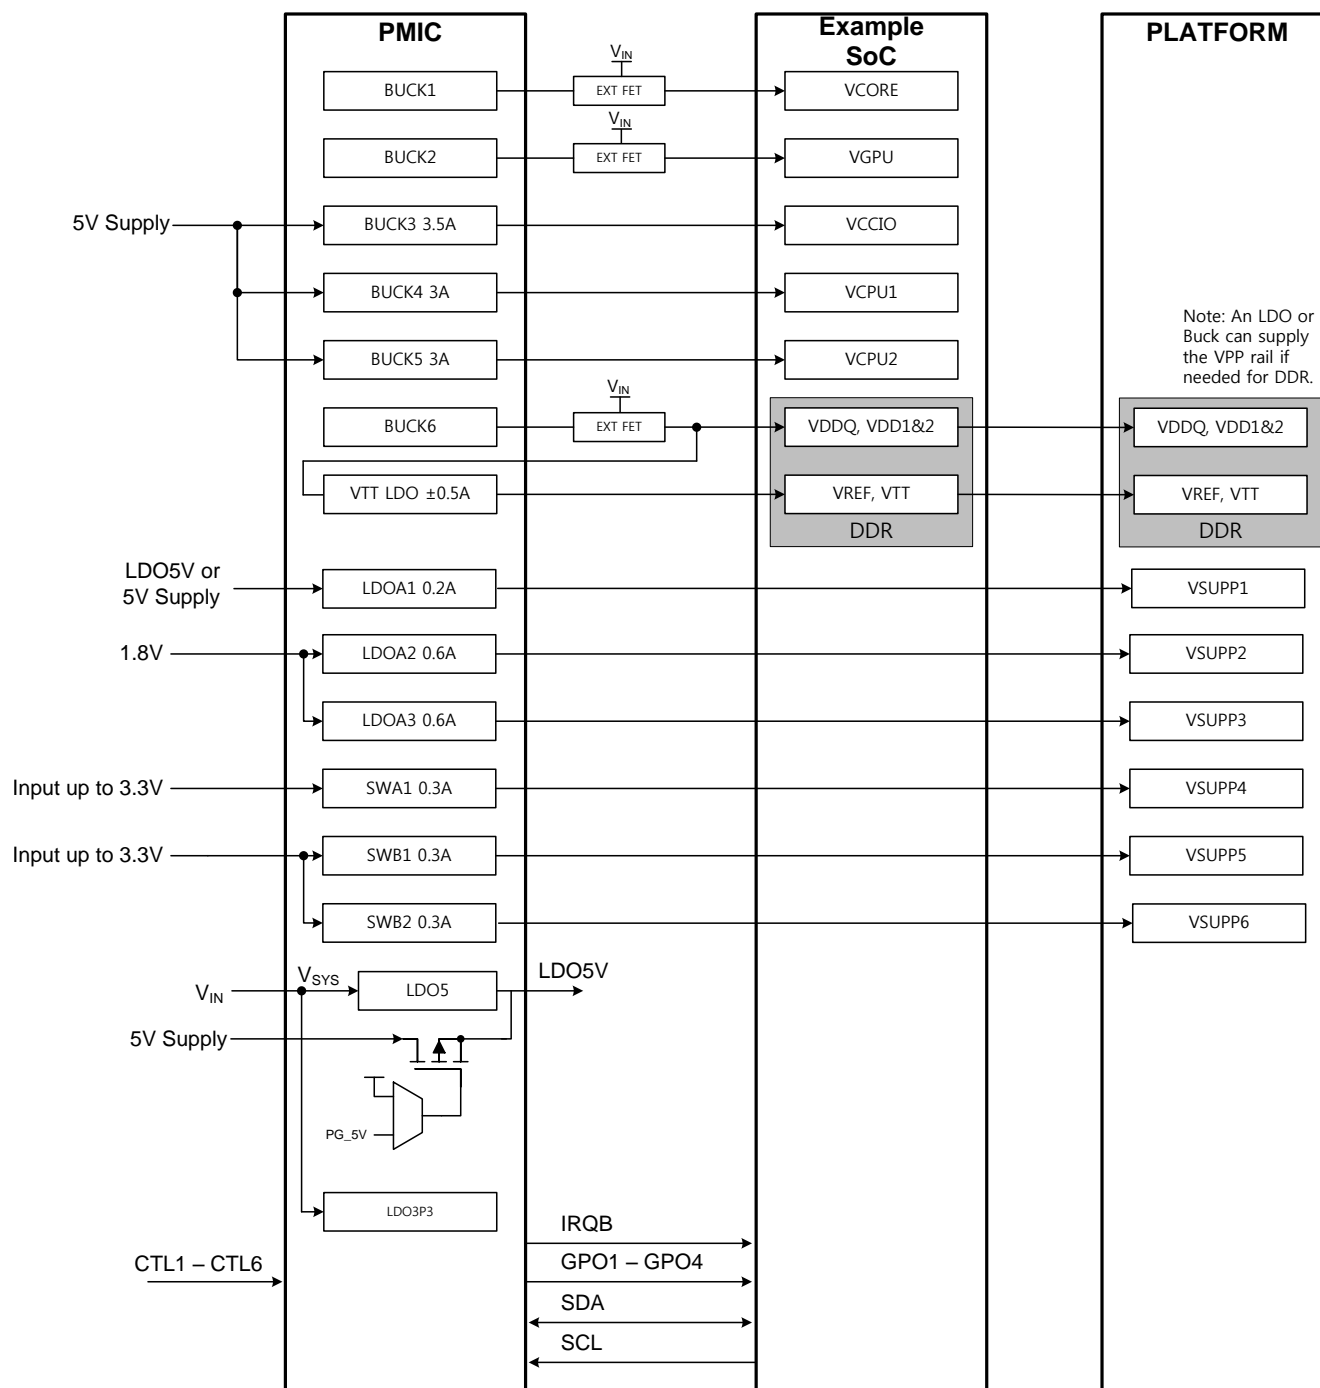 PMIC
Example
SoC
PLATFORM
VIN
BUCK1
EXT FET
VCORE
VIN
BUCK2
EXT FET
VGPU
5V Supply
BUCK3 3.5A
VCCIO
BUCK4 3A
VCPU1
Note: An LDO or
Buck can supply
the VPP rail if
needed for DDR.
BUCK5 3A
VCPU2
VIN
BUCK6
EXT FET
VDDQ, VDD1&2
VDDQ, VDD1&2
VTT LDO ±0.5A
VREF, VTT
VREF, VTT
DDR
DDR
LDO5V or
5V Supply
LDOA1 0.2A
VSUPP1
1.8V
LDOA2 0.6A
VSUPP2
LDOA3 0.6A
VSUPP3
Input up to 3.3V
SWA1 0.3A
VSUPP4
Input up to 3.3V
SWB1 0.3A
VSUPP5
SWB2 0.3A
VSUPP6
VIN
VSYS
LDO5
LDO5V
5V Supply
PG_5V
LDO3P3
IRQB
CTL1 – CTL6
GPO1 – GPO4
SDA
SCL